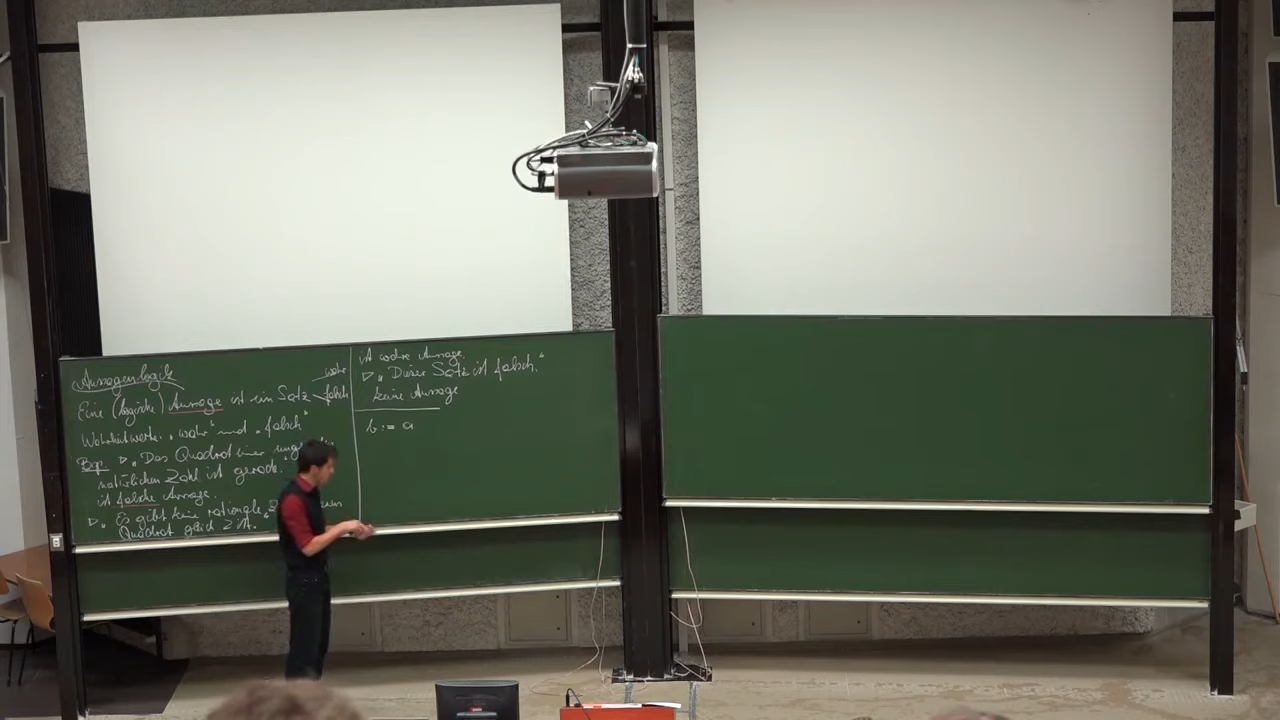 Aussagenlogik
Eine (logische) Aussage ist ein Satz
wahr
falsch
Wahrheitswerte: „wahr" und „falsch"
Bsp. ▷ „Das Quadrat einer
natürlichen Zahl ist gerade."
ist falsche Aussage.
▷ „Es gibt keine rationale
Quadrat gleich 2 ist.
ist wahre Aussage.
▷ „Dieser Satz ist falsch."
keine Aussage
b := a